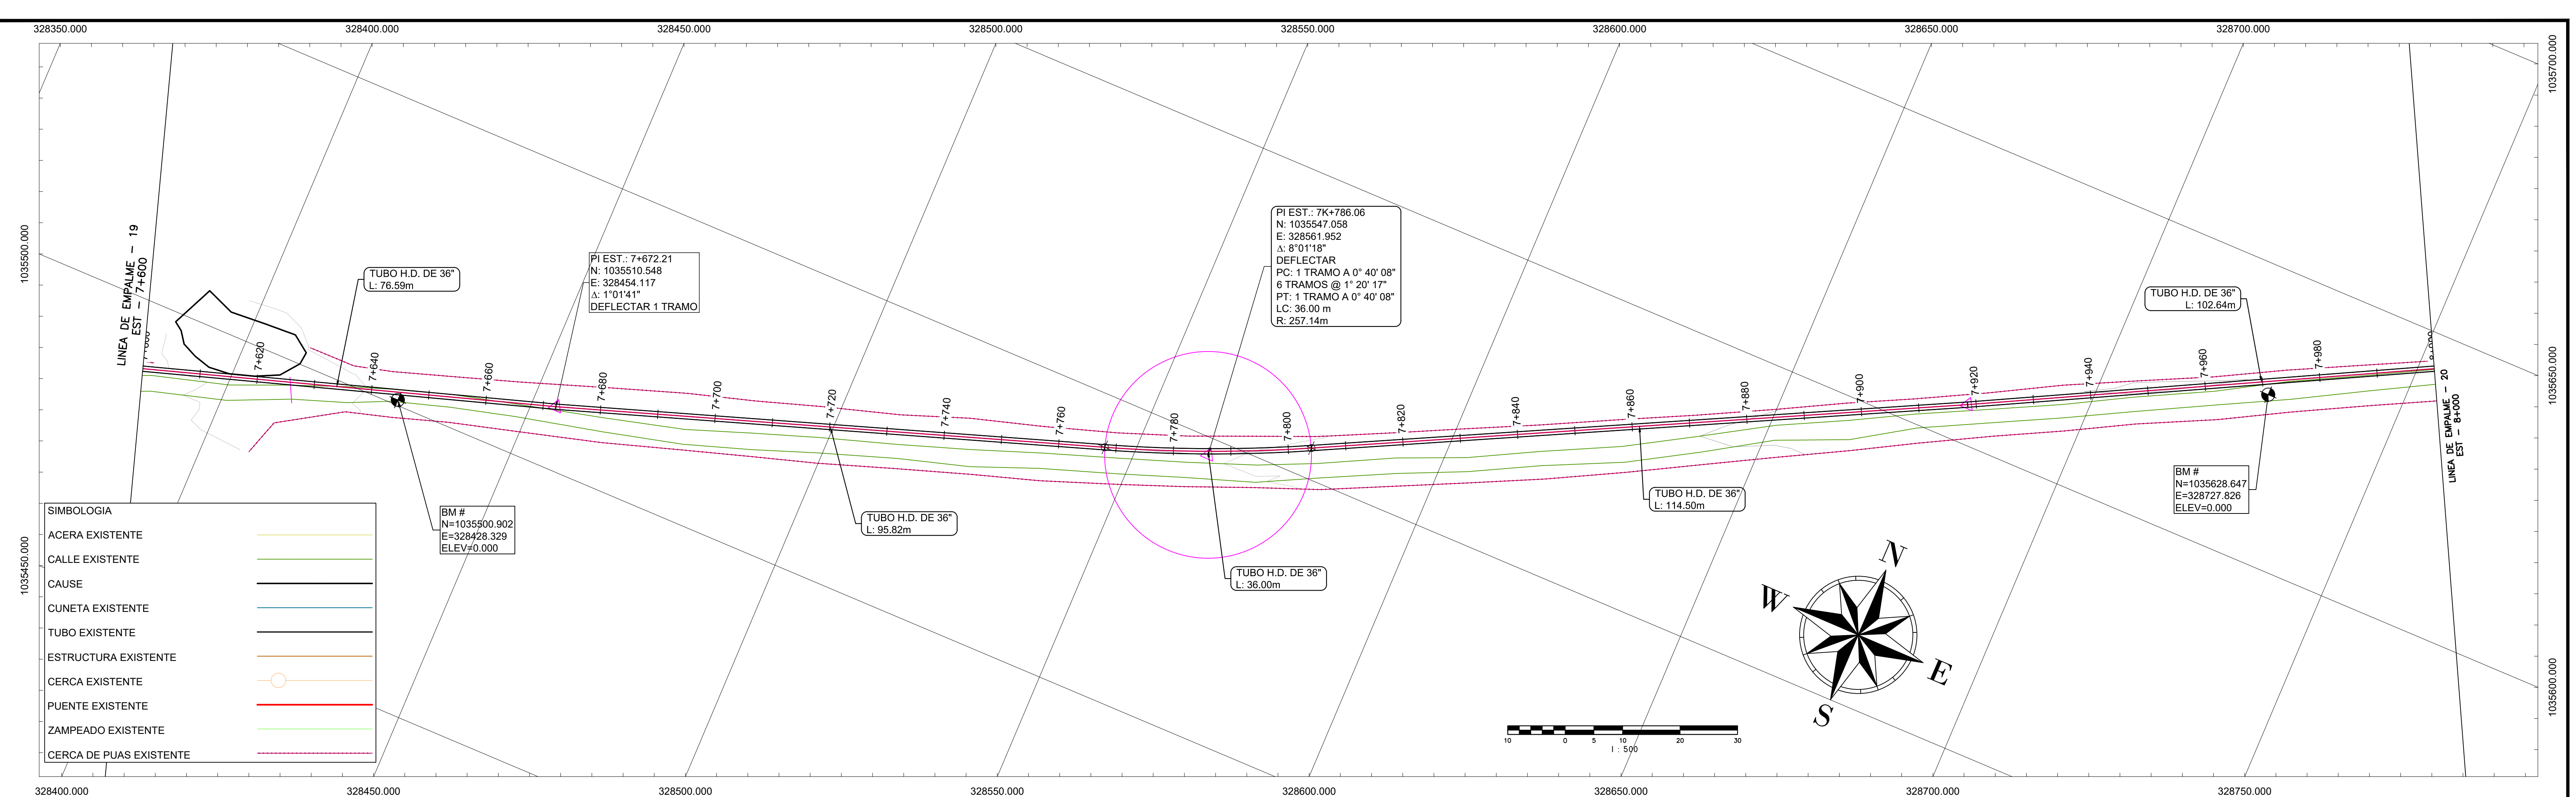 328350.000
328400.000
328450.000
328500.000
328550.000
328600.000
328650.000
328700.000
1035500.000
1035450.000
1035700.000
1035650.000
1035600.000
LINEA DE EMPALME - 19
EST - 7+600
TUBO H.D. DE 36"
L: 76.59m
PI EST.: 7+672.21
N: 1035510.548
E: 328454.117
Δ: 1°01'41"
DEFLECTAR 1 TRAMO
PI EST.: 7K+786.06
N: 1035547.058
E: 328561.952
Δ: 8°01'18"
DEFLECTAR
PC: 1 TRAMO A 0° 40' 08"
6 TRAMOS @ 1° 20' 17"
PT: 1 TRAMO A 0° 40' 08"
LC: 36.00 m
R: 257.14m
TUBO H.D. DE 36"
L: 102.64m
7+620
7+640
7+660
7+680
7+700
7+720
7+740
7+760
7+780
7+800
7+820
7+840
7+860
7+880
7+900
7+920
7+940
7+960
7+980
LINEA DE EMPALME - 20
EST - 8+000
BM #
N=1035500.902
E=328428.329
ELEV=0.000
TUBO H.D. DE 36"
L: 95.82m
TUBO H.D. DE 36"
L: 36.00m
TUBO H.D. DE 36"
L: 114.50m
BM #
N=1035628.647
E=328727.826
ELEV=0.000
SIMBOLOGIA
ACERA EXISTENTE
CALLE EXISTENTE
CAUSE
CUNETA EXISTENTE
TUBO EXISTENTE
ESTRUCTURA EXISTENTE
CERCA EXISTENTE
PUENTE EXISTENTE
ZAMPEADO EXISTENTE
CERCA DE PUAS EXISTENTE
N
W
E
S
10 0 5 10 20 30
1 : 500
328400.000
328450.000
328500.000
328550.000
328600.000
328650.000
328700.000
328750.000